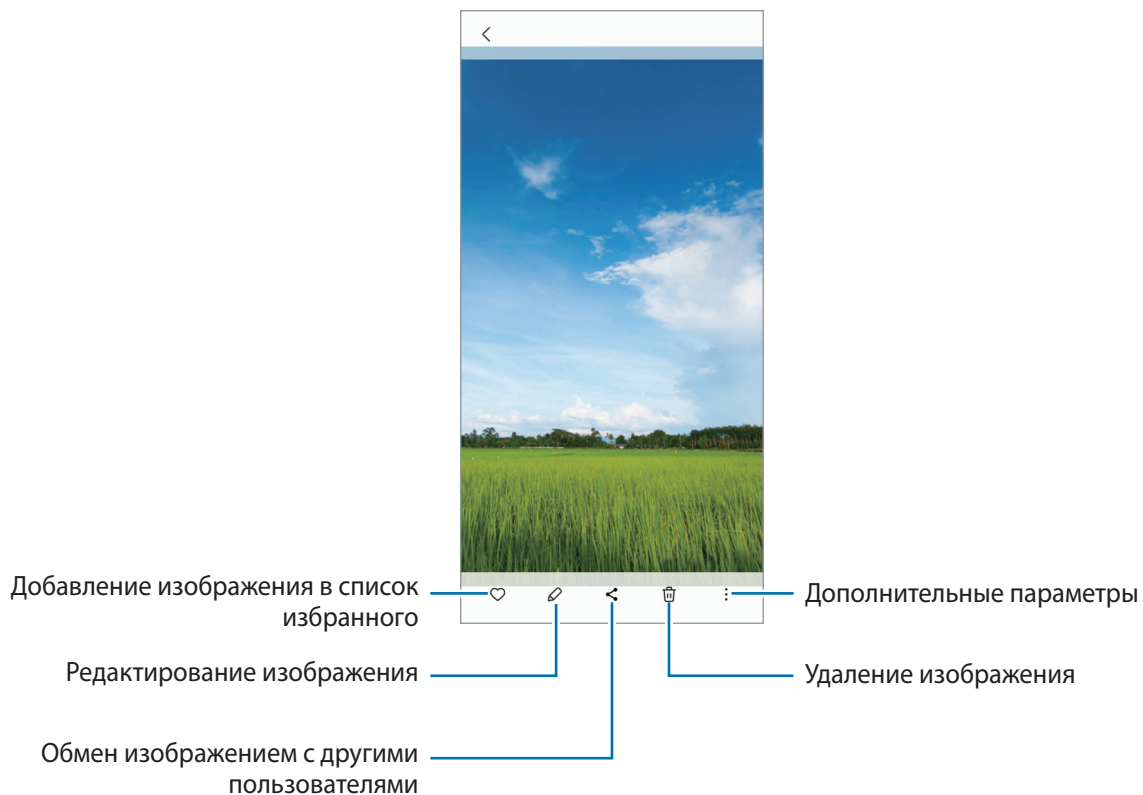 Добавление изображения в список
избранного
Дополнительные параметры
Редактирование изображения
Удаление изображения
Обмен изображением с другими
пользователями